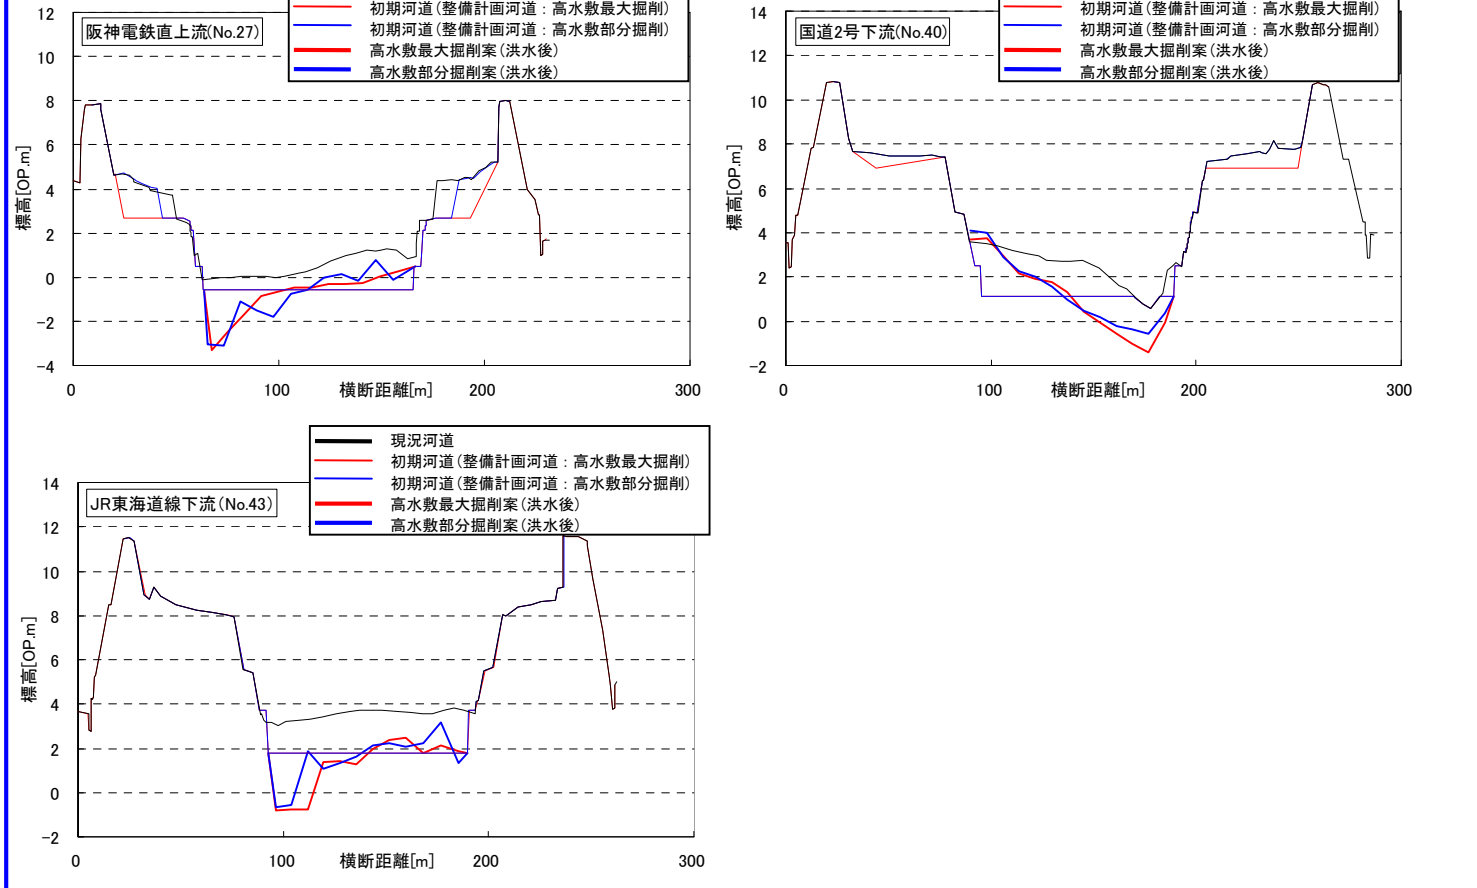 初期河道(整備計画河道：高水敷最大掘削)
初期河道(整備計画河道：高水敷部分掘削)
高水敷最大掘削案(洪水後)
高水敷部分掘削案(洪水後)
阪神電鉄直上流(No.27)
12
10
8
6
4
2
0
-2
-4
標高[OP.m]
0
100
200
300
横断距離[m]
初期河道(整備計画河道：高水敷最大掘削)
初期河道(整備計画河道：高水敷部分掘削)
高水敷最大掘削案(洪水後)
高水敷部分掘削案(洪水後)
国道2号下流(No.40)
14
12
10
8
6
4
2
0
-2
標高[OP.m]
0
100
200
300
横断距離[m]
現況河道
初期河道(整備計画河道：高水敷最大掘削)
初期河道(整備計画河道：高水敷部分掘削)
高水敷最大掘削案(洪水後)
高水敷部分掘削案(洪水後)
JR東海道線下流(No.43)
14
12
10
8
6
4
2
0
-2
標高[OP.m]
0
100
200
300
横断距離[m]